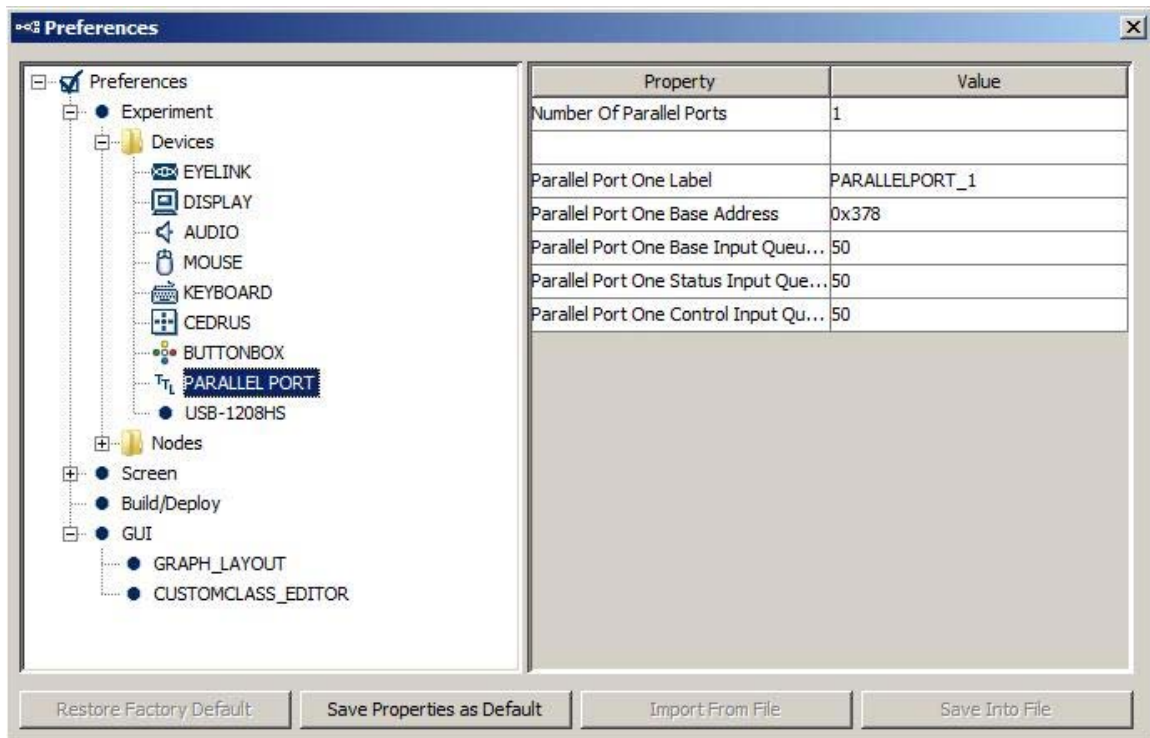 Preferences
Preferences
Experiment
Devices
EYELINK
DISPLAY
AUDIO
MOUSE
KEYBOARD
CEDRUS
BUTTONBOX
TTL PARALLEL PORT
USB-1208HS
Nodes
Screen
Build/Deploy
GUI
GRAPH_LAYOUT
CUSTOMCLASS_EDITOR
Property Value
Number Of Parallel Ports 1
Parallel Port One Label PARALLELPORT_1
Parallel Port One Base Address 0x378
Parallel Port One Base Input Queu... 50
Parallel Port One Status Input Que... 50
Parallel Port One Control Input Qu... 50
Restore Factory Default Save Properties as Default Import From File Save Into File